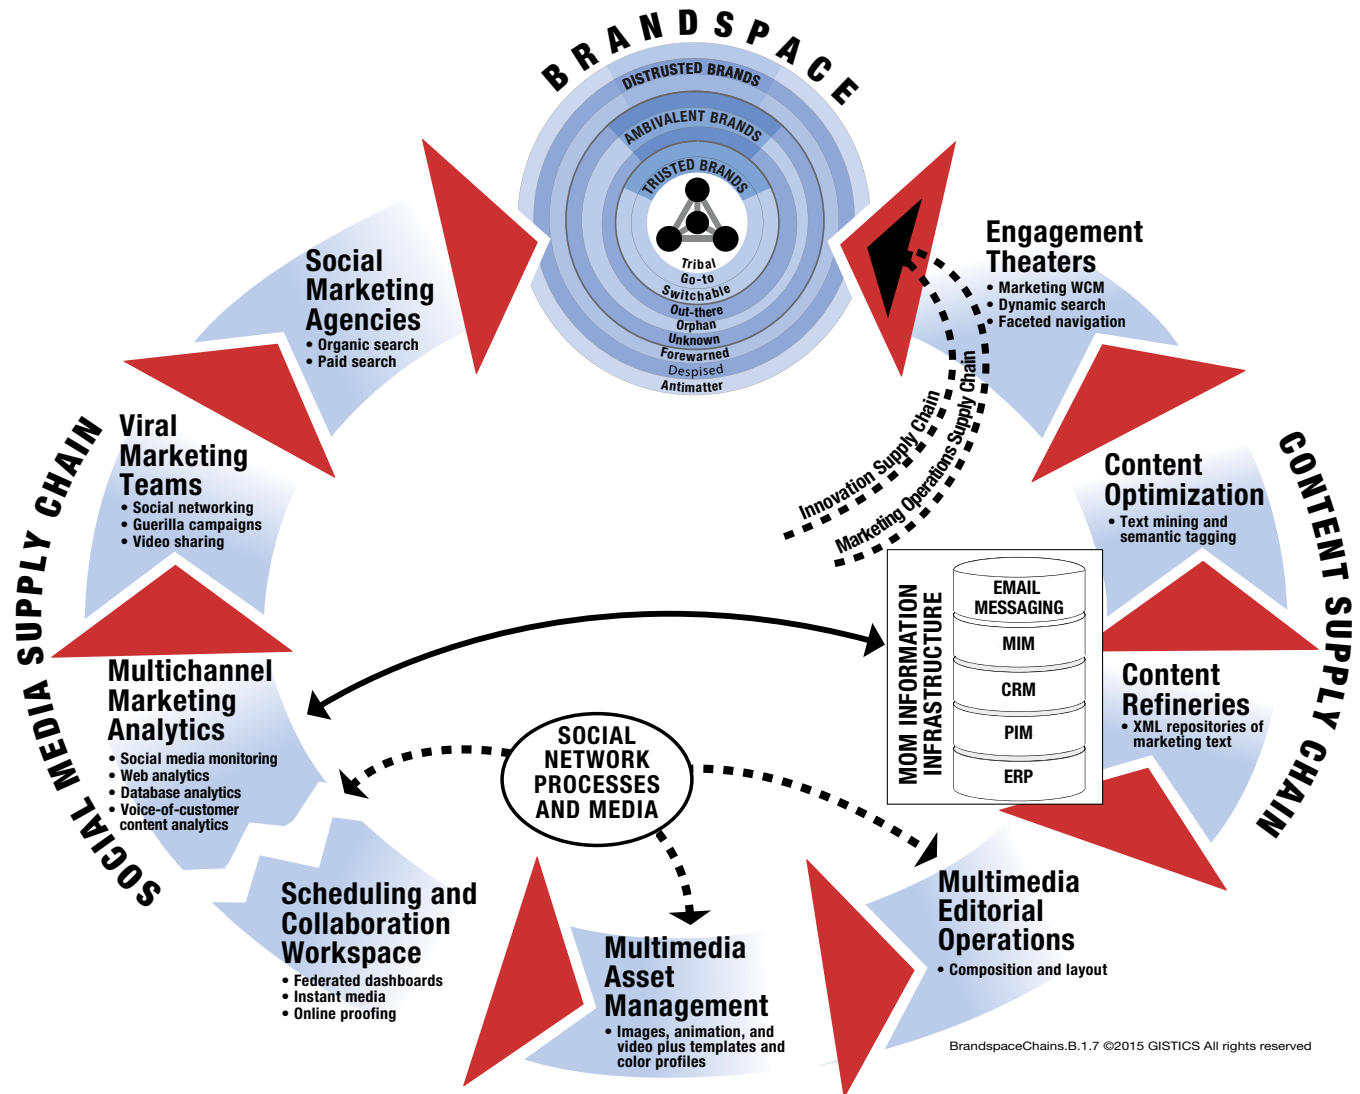 BRANDSPACE
DISTRUSTED BRANDS
AMBIVALENT BRANDS
TRUSTED BRANDS
Tribal
Go-to
Switchable
Out-there
Orphan
Unknown
Forewarned
Despised
Antimatter
Engagement
Theaters
• Marketing WCM
• Dynamic search
• Faceted navigation
Social
Marketing
Agencies
• Organic search
• Paid search
Innovation Supply Chain
Marketing Operations Supply Chain
SOCIAL MEDIA SUPPLY CHAIN
Viral
Marketing
Teams
• Social networking
• Guerilla campaigns
• Video sharing
CONTENT SUPPLY CHAIN
Content
Optimization
• Text mining and
semantic tagging
MOM INFORMATION
INFRASTRUCTURE
EMAIL
MESSAGING
MIM
CRM
PIM
ERP
Content
Refineries
• XML repositories of
marketing text
Multichannel
Marketing
Analytics
• Social media monitoring
• Web analytics
• Database analytics
• Voice-of-customer
content analytics
SOCIAL
NETWORK
PROCESSES
AND MEDIA
Scheduling and
Collaboration
Workspace
• Federated dashboards
• Instant media
• Online proofing
Multimedia
Asset
Management
• Images, animation, and
video plus templates and
color profiles
Multimedia
Editorial
Operations
• Composition and layout
BrandspaceChains.B.1.7 ©2015 GISTICS All rights reserved